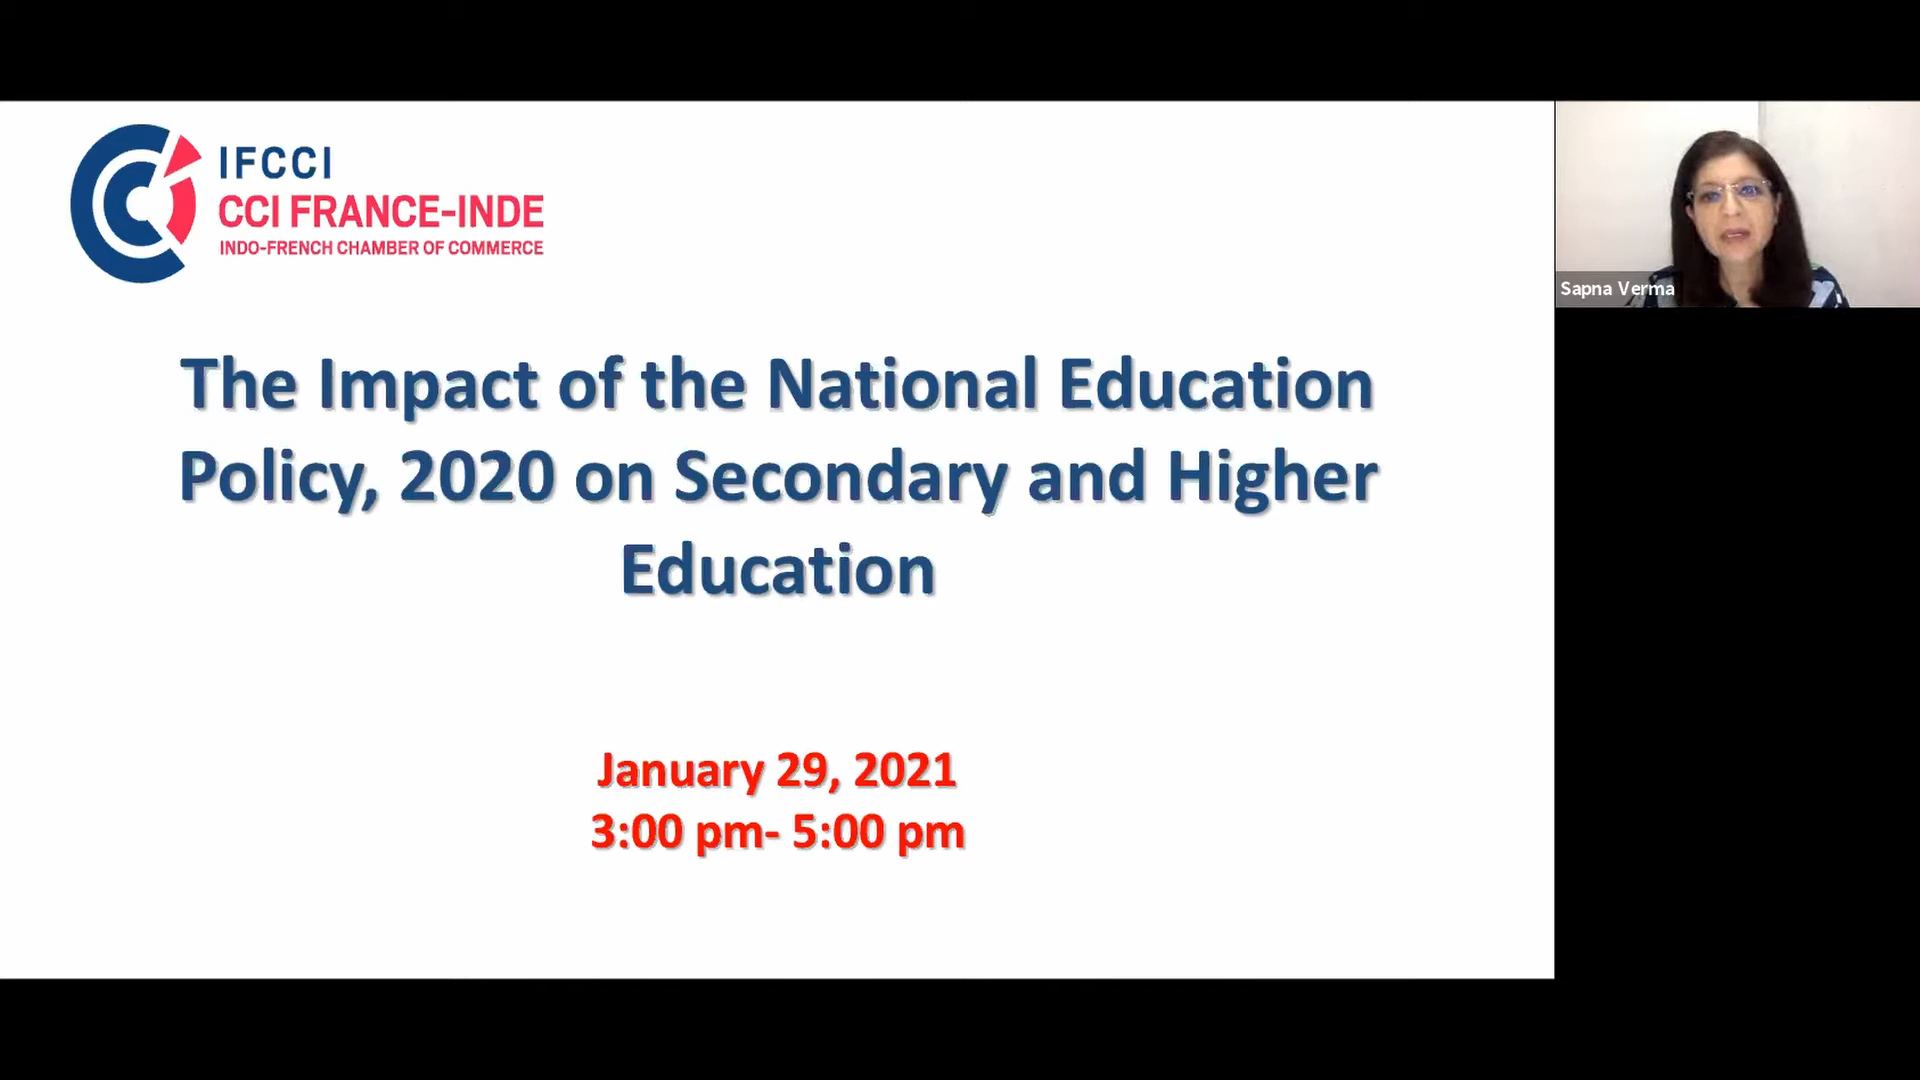 IFCCI
CCI FRANCE-INDE
INDO-FRENCH CHAMBER OF COMMERCE
Sapna Verma
The Impact of the National Education
Policy, 2020 on Secondary and Higher
Education
January 29, 2021
3:00 pm- 5:00 pm